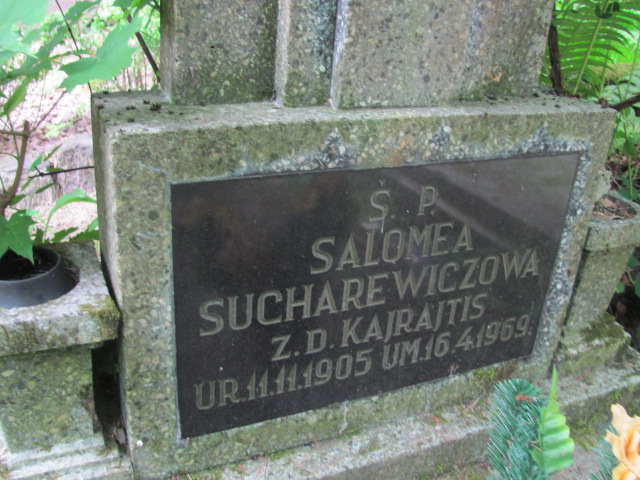 Ś. P.
SALOMEA
SUCHAREWICZOWA
Z. D. KAJRAJTIS
UR. 11.11.1905 UM. 16.4.1969.